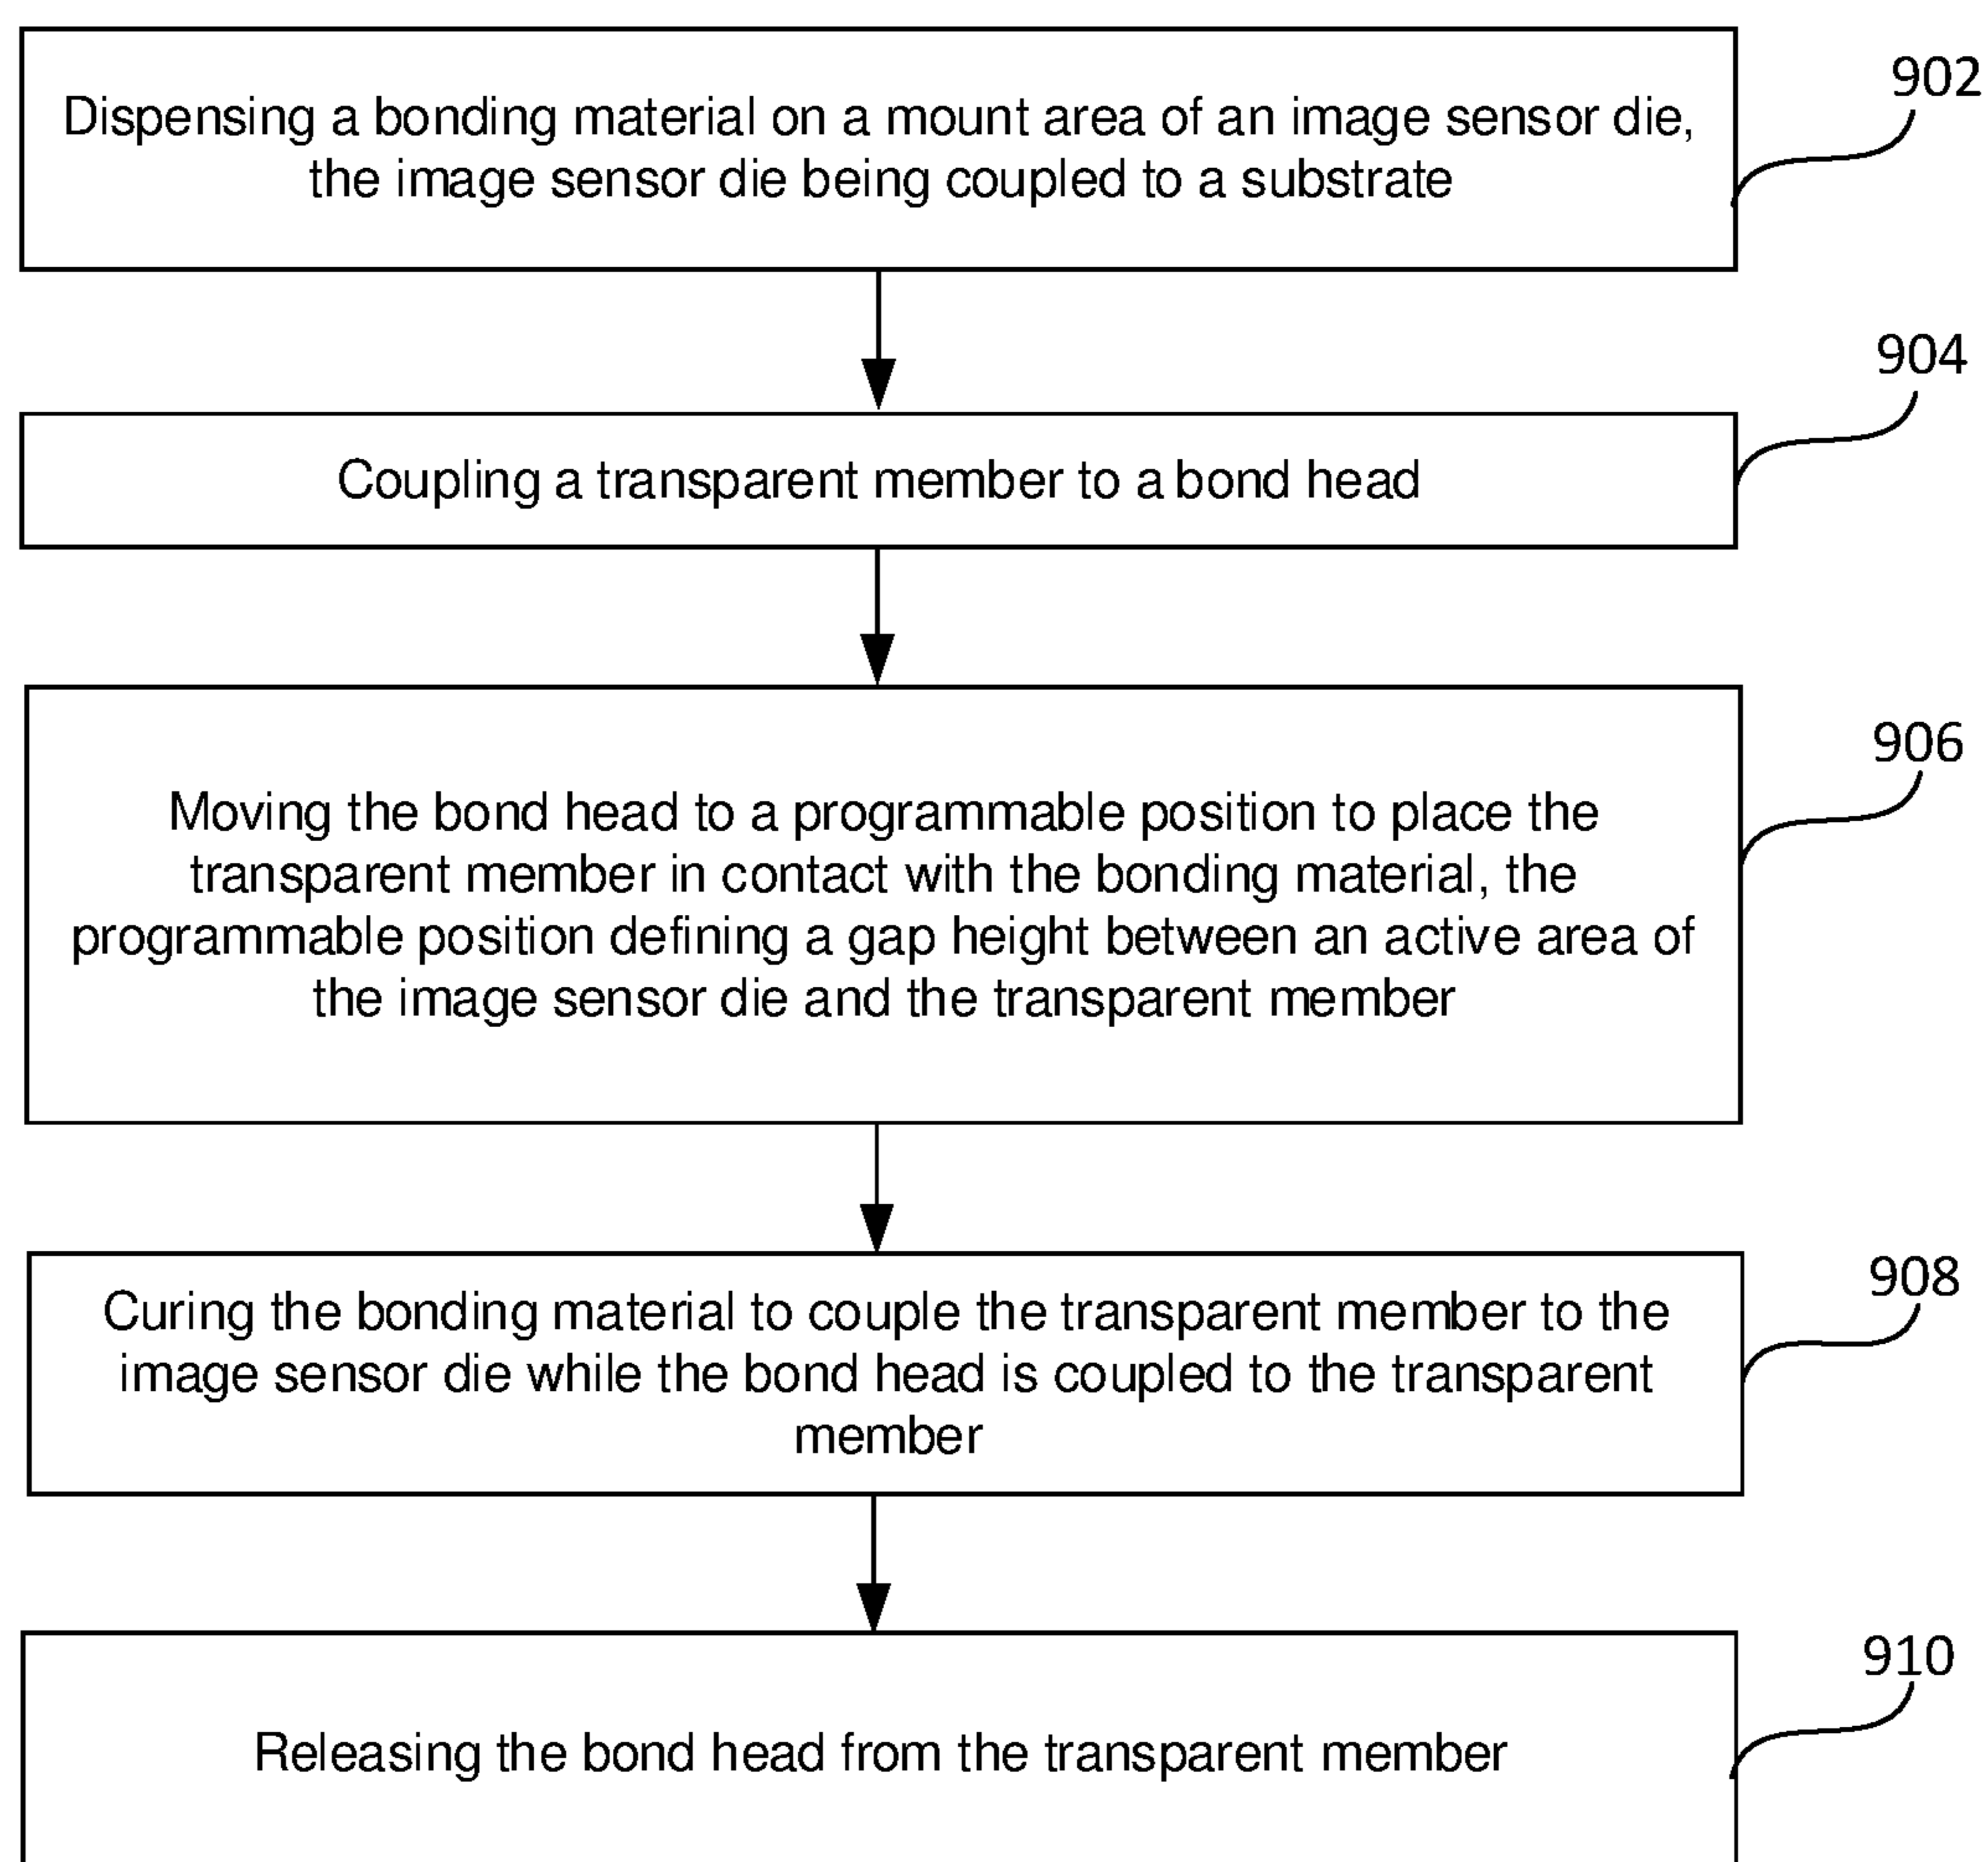 902
Dispensing a bonding material on a mount area of an image sensor die,
the image sensor die being coupled to a substrate
904
Coupling a transparent member to a bond head
906
Moving the bond head to a programmable position to place the
transparent member in contact with the bonding material, the
programmable position defining a gap height between an active area of
the image sensor die and the transparent member
908
Curing the bonding material to couple the transparent member to the
image sensor die while the bond head is coupled to the transparent
member
910
Releasing the bond head from the transparent member